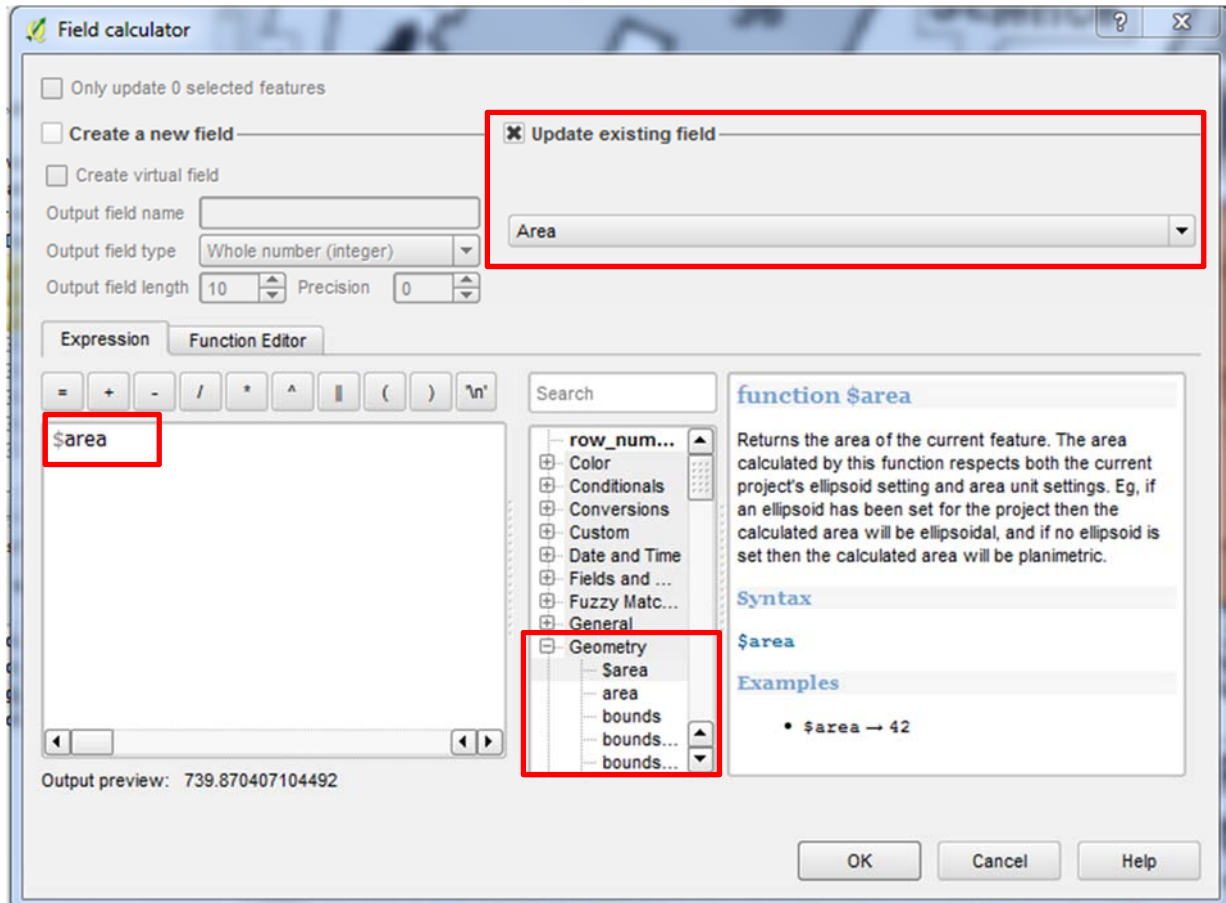 Field calculator
Only update 0 selected features
Create a new field
Update existing field
Create virtual field
Output field name
Area
Output field type Whole number (integer)
Output field length 10 Precision 0
Expression Function Editor
= + - / * ^ || ( ) '\n'
$area
Search
row_num...
Color
Conditionals
Conversions
Custom
Date and Time
Fields and ...
Fuzzy Matc...
General
Geometry
$area
area
bounds
bounds...
bounds...
function $area
Returns the area of the current feature. The area
calculated by this function respects both the current
project's ellipsoid setting and area unit settings. Eg, if
an ellipsoid has been set for the project then the
calculated area will be ellipsoidal, and if no ellipsoid is
set then the calculated area will be planimetric.
Syntax
$area
Examples
• $area → 42
Output preview: 739.870407104492
OK Cancel Help